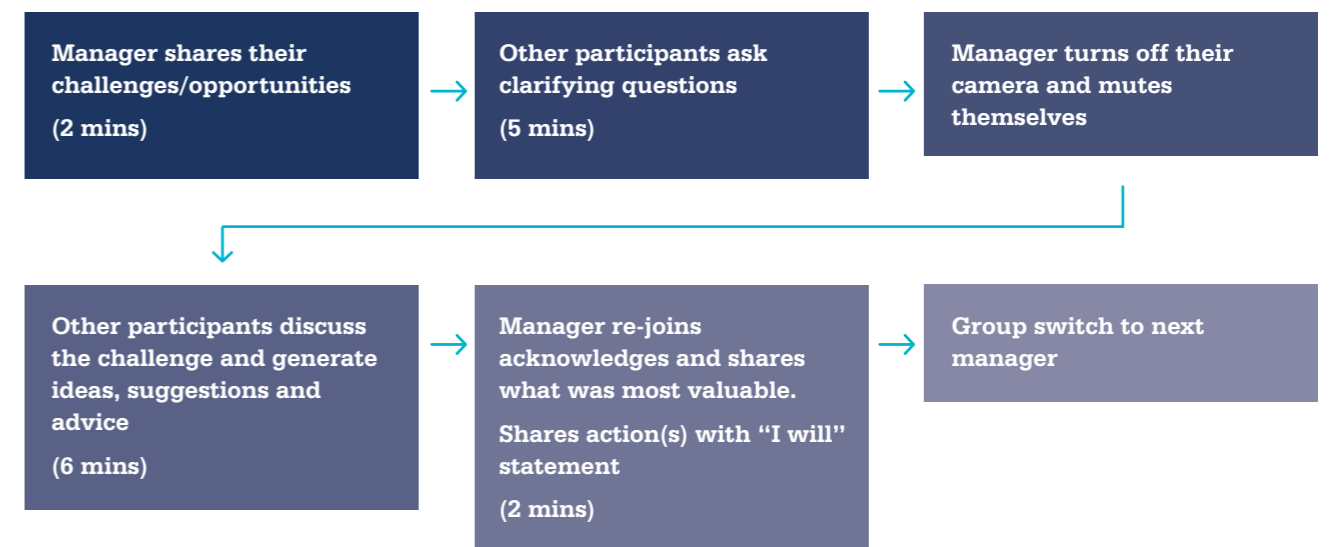 Manager shares their
challenges/opportunities
(2 mins)
Other participants ask
clarifying questions
(5 mins)
Manager turns off their
camera and mutes
themselves
Other participants discuss
the challenge and generate
ideas, suggestions and
advice
(6 mins)
Manager re-joins
acknowledges and shares
what was most valuable.
Shares action(s) with “I will”
statement
(2 mins)
Group switch to next
manager